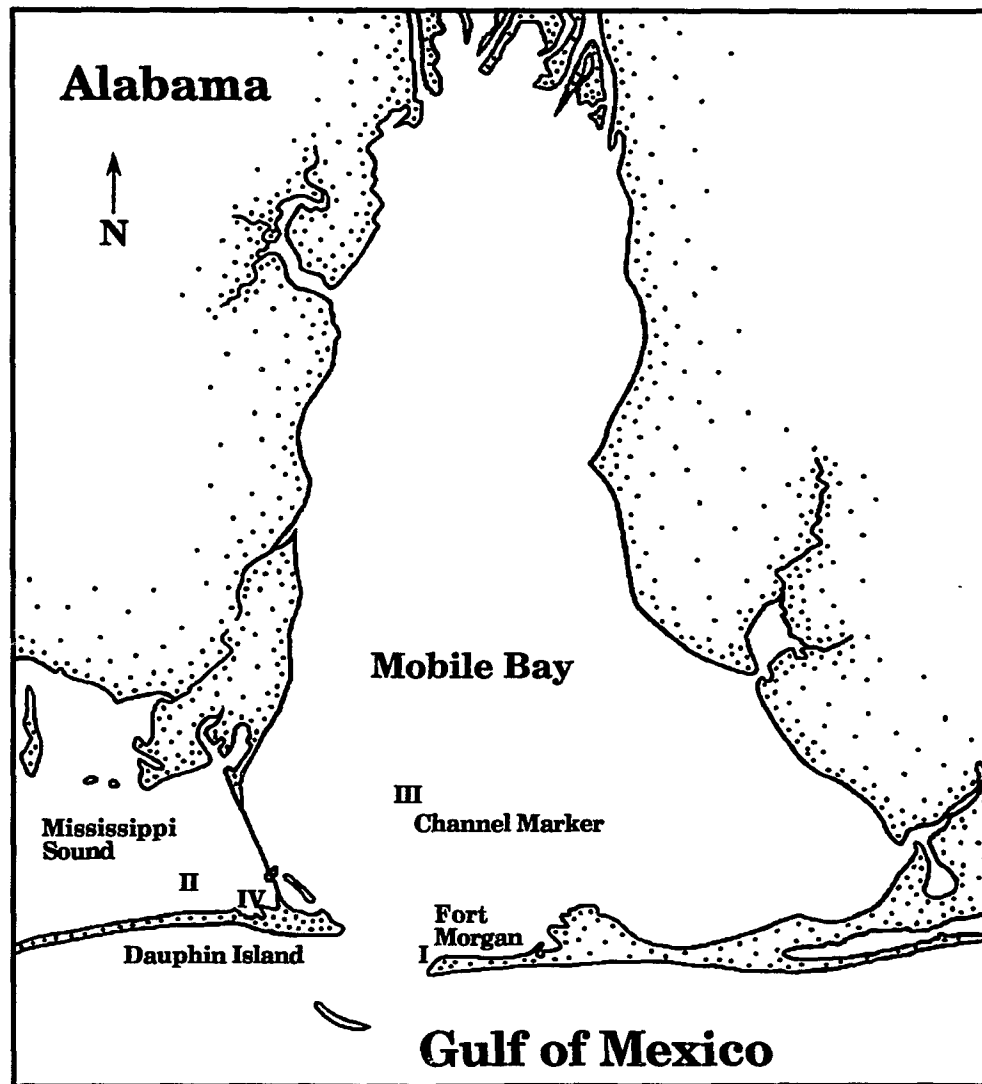 Alabama
N
Mobile Bay
III
Channel Marker
Mississippi
Sound
II
IV
Fort
Morgan
I
Dauphin Island
Gulf of Mexico